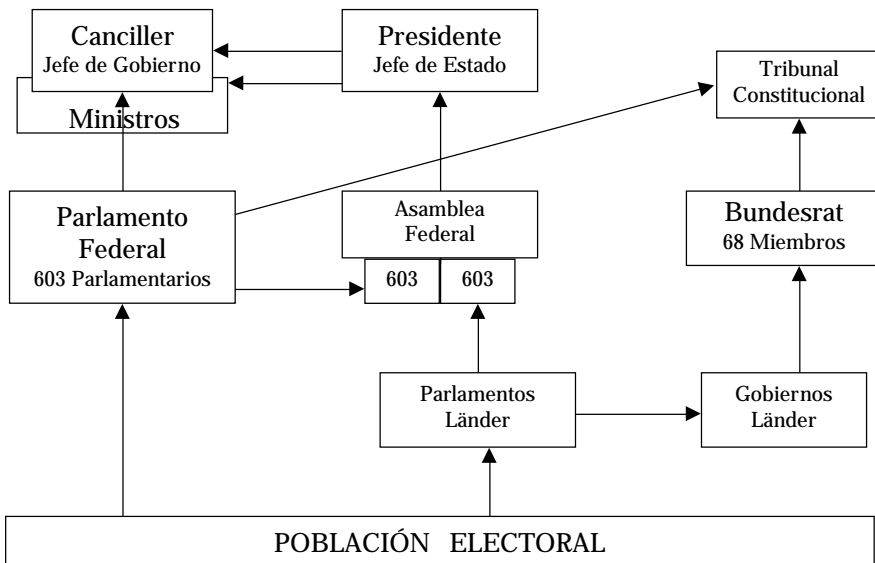 Canciller
Jefe de Gobierno
Ministros
Presidente
Jefe de Estado
Tribunal
Constitucional
Parlamento
Federal
603 Parlamentarios
Asamblea
Federal
603
603
Bundesrat
68 Miembros
Parlamentos
Länder
Gobiernos
Länder
POBLACIÓN ELECTORAL